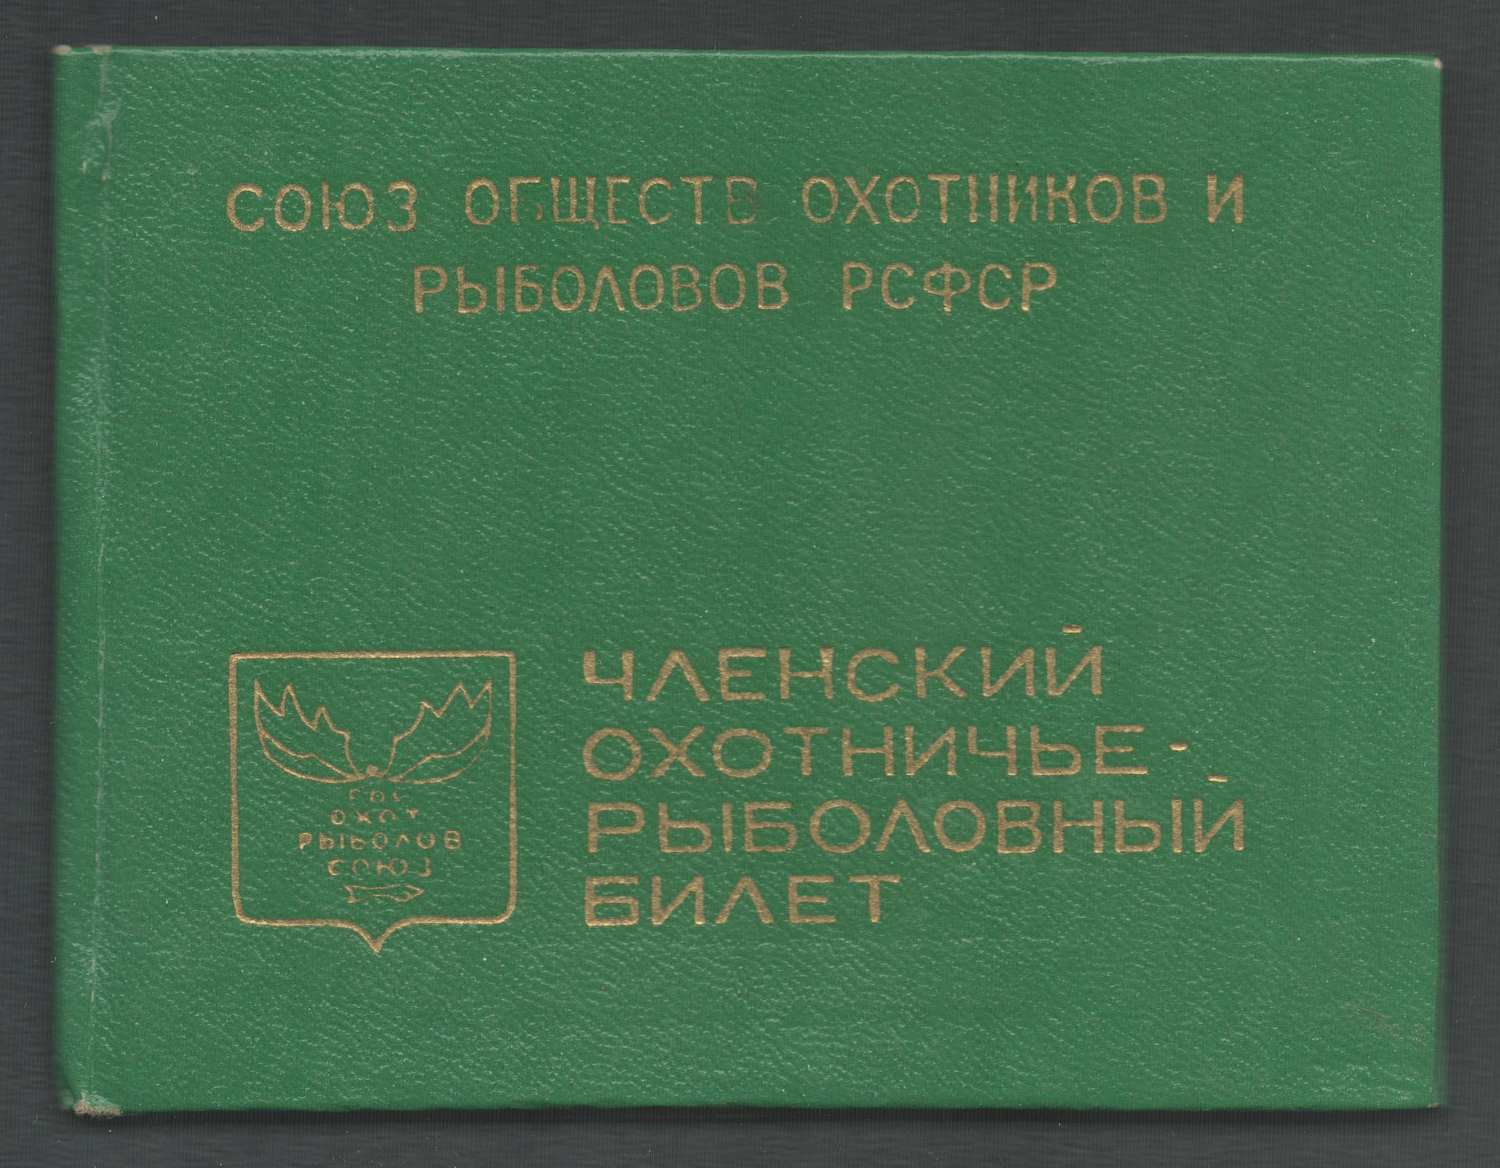 СОЮЗ ОБЩЕСТВ ОХОТНИКОВ И
РЫБОЛОВОВ РСФСР
ЧЛЕНСКИЙ
ОХОТНИЧЬЕ-
РЫБОЛОВНЫЙ
БИЛЕТ
ОХОТ
РЫБОЛОВ
СОЮЗ